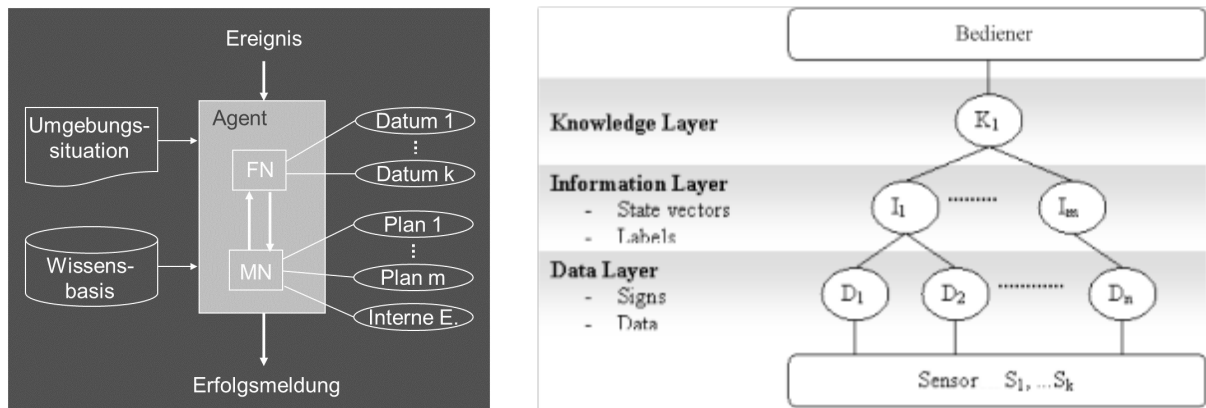 Ereignis
Agent
Umgebungs-
situation
FN
Datum 1
Datum k
Wissens-
basis
MN
Plan 1
Plan m
Interne E.
Erfolgsmeldung
Bediener
Knowledge Layer
K1
Information Layer
- State vectors
- Labels
I1
Im
Data Layer
- Signs
- Data
D1
D2
Dn
Sensor S1, ...Sk